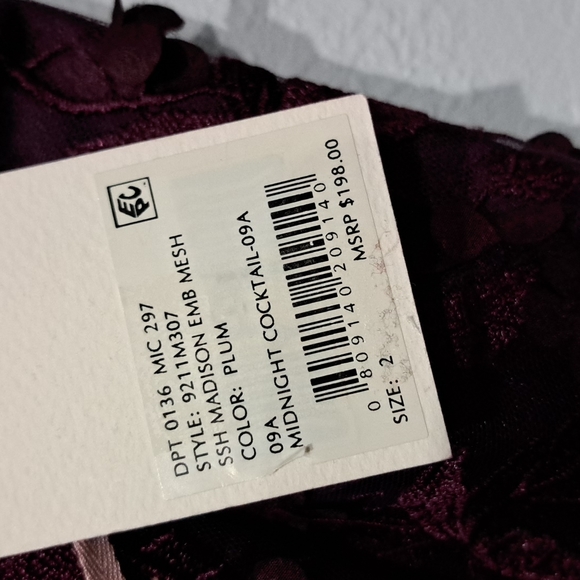 EPC
DPT 0136 MIC 297
STYLE: 9211M307
SSH MADISON EMB MESH
COLOR: PLUM
09A
MIDNIGHT COCKTAIL-09A
0 809140 209140
MSRP $198.00
SIZE: 2